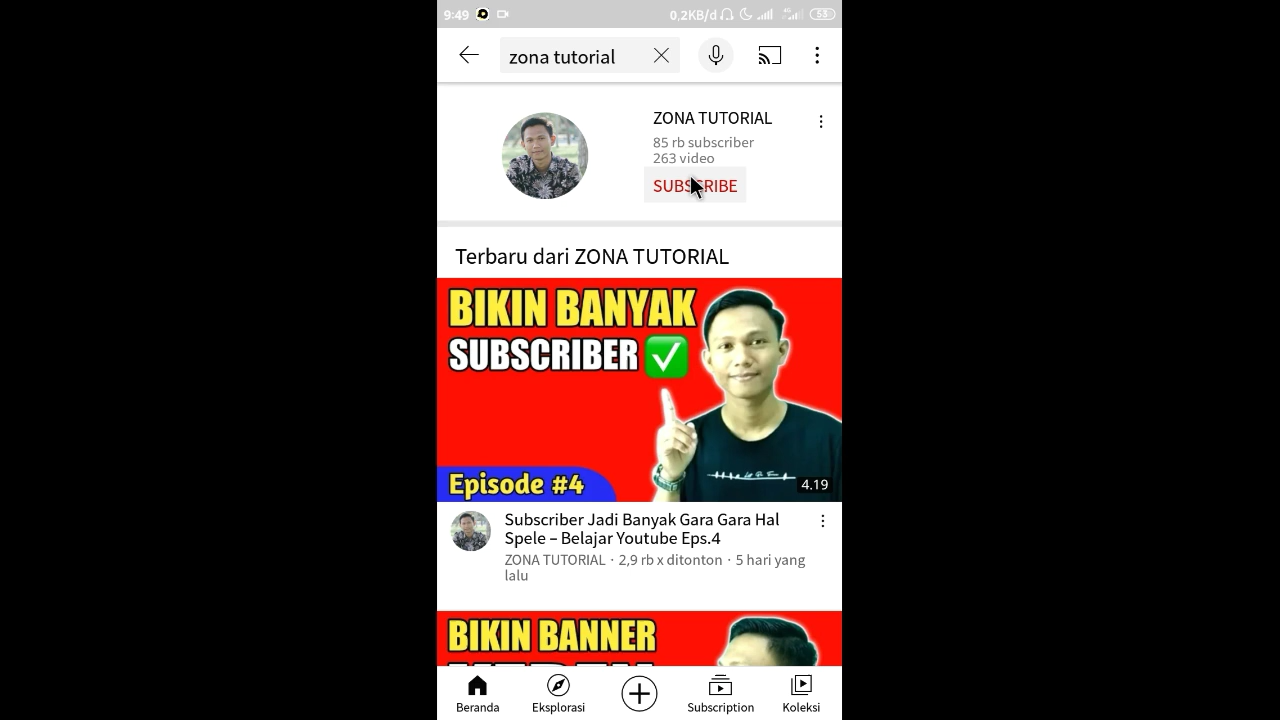 9:49
0,2KB/d
4G
53
zona tutorial
ZONA TUTORIAL
85 rb subscriber
263 video
SUBSCRIBE
Terbaru dari ZONA TUTORIAL
BIKIN BANYAK
SUBSCRIBER
Episode #4
4.19
Subscriber Jadi Banyak Gara Gara Hal
Spele – Belajar Youtube Eps.4
ZONA TUTORIAL · 2,9 rb x ditonton · 5 hari yang
lalu
BIKIN BANNER
Beranda
Eksplorasi
Subscription
Koleksi